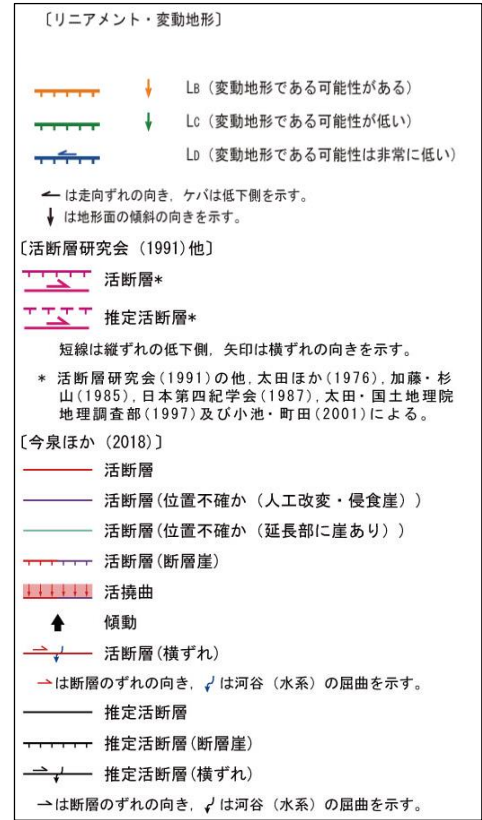 〔リニアメント・変動地形〕
LB（変動地形である可能性がある）
LC（変動地形である可能性が低い）
LD（変動地形である可能性は非常に低い）
は走向ずれの向き，ケバは低下側を示す。
は地形面の傾斜の向きを示す。
〔活断層研究会（1991）他〕
活断層*
推定活断層*
短線は縦ずれの低下側，矢印は横ずれの向きを示す。
* 活断層研究会(1991)の他，太田ほか(1976)，加藤・杉
山(1985)，日本第四紀学会(1987)，太田・国土地理院
地理調査部(1997)及び小池・町田(2001)による。
〔今泉ほか（2018)〕
活断層
活断層(位置不確か（人工改変・侵食崖）)
活断層(位置不確か（延長部に崖あり）)
活断層(断層崖)
活撓曲
傾動
活断層(横ずれ)
は断層のずれの向き，は河谷（水系）の屈曲を示す。
推定活断層
推定活断層(断層崖)
推定活断層(横ずれ)
は断層のずれの向き，は河谷（水系）の屈曲を示す。